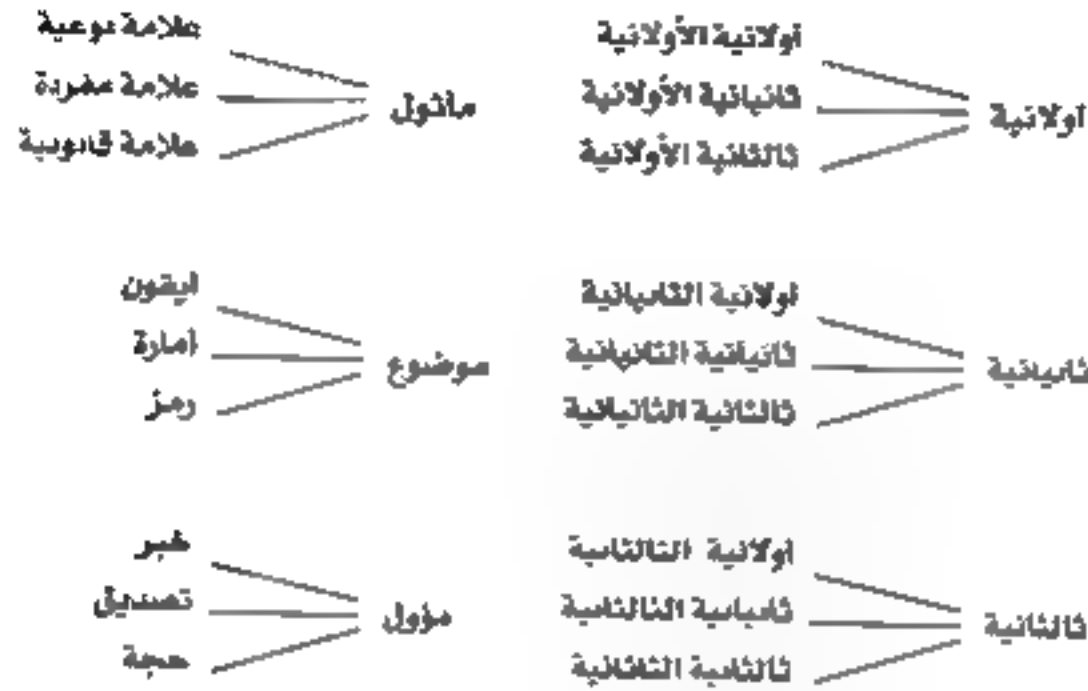 أولانية
أولانية الأولانية
ثانيانية الأولانية
ثالثانية الأولانية
ماثول
علامة نوعية
علامة مفردة
علامة قانونية
ثانيانية
أولانية الثانيانية
ثانيانية الثانيانية
ثالثانية الثانيانية
موضوع
ايقون
أمارة
رمز
ثالثانية
أولانية الثالثانية
ثانيانية الثالثانية
ثالثانية الثالثانية
مؤول
خبر
تصديق
حجة